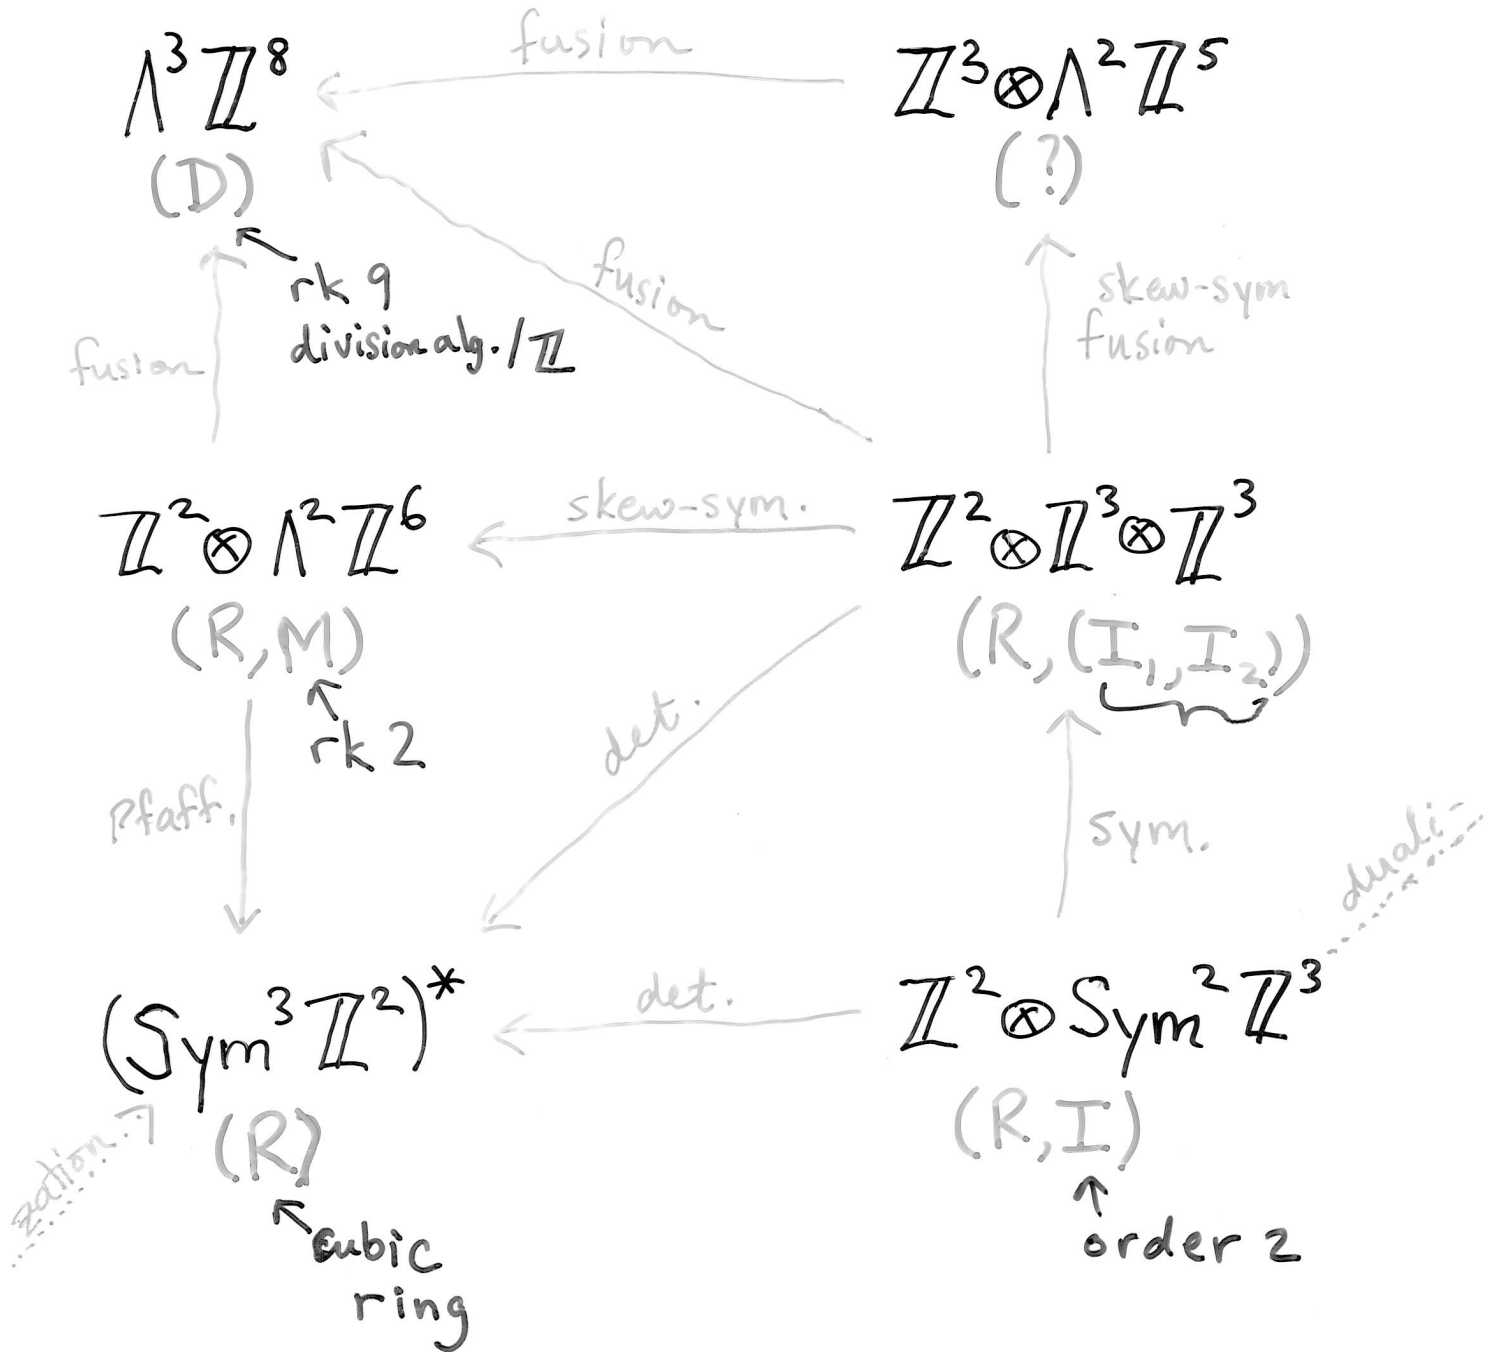 Λ³ℤ⁸
fusion
ℤ³⊗Λ²ℤ⁵
(D)
(?)
rk 9
division alg. / ℤ
fusion
fusion
skew-sym
fusion
ℤ²⊗Λ²ℤ⁶
skew-sym.
ℤ²⊗ℤ³⊗ℤ³
(R, M)
(R, (I₁, I₂))
rk 2
Pfaff.
det.
sym.
duali-
(Sym³ℤ²)*
det.
ℤ²⊗Sym²ℤ³
zation?
(R)
(R, I)
cubic
ring
order 2